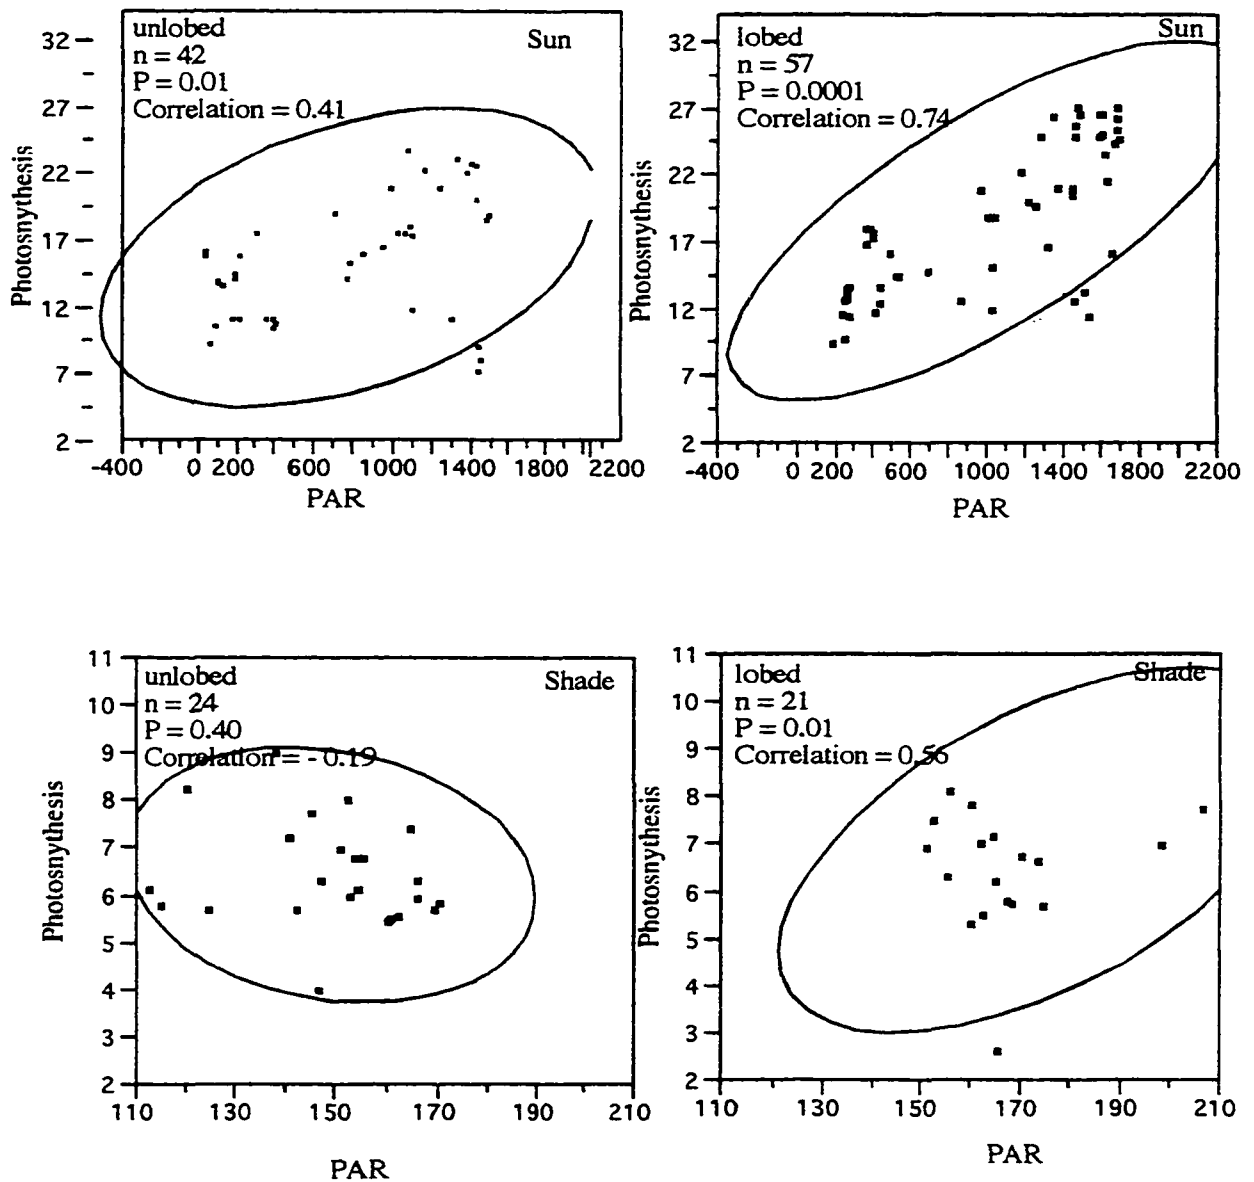 unlobed
Sun
n = 42
P = 0.01
Correlation = 0.41
32
27
22
17
12
7
2
Photosnythesis
-400 0 200 600 1000 1400 1800 2200
PAR
lobed
Sun
n = 57
P = 0.0001
Correlation = 0.74
32
27
22
17
12
7
2
Photosnythesis
-400 0 200 600 1000 1400 1800 2200
PAR
unlobed
Shade
n = 24
P = 0.40
Correlation = - 0.19
11
10
9
8
7
6
5
4
3
2
Photosnythesis
110 130 150 170 190 210
PAR
lobed
Shade
n = 21
P = 0.01
Correlation = 0.56
11
10
9
8
7
6
5
4
3
2
Photosnythesis
110 130 150 170 190 210
PAR